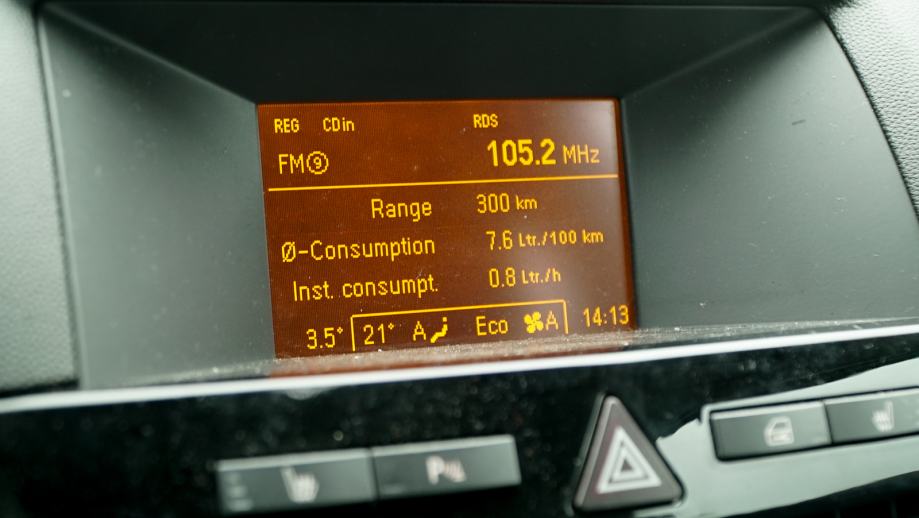 REG CDin RDS
FM9 105.2 MHz
Range 300 km
Ø-Consumption 7.6 Ltr./100 km
Inst. consumpt. 0.8 Ltr./h
3.5° 21° A Eco A 14:13
P